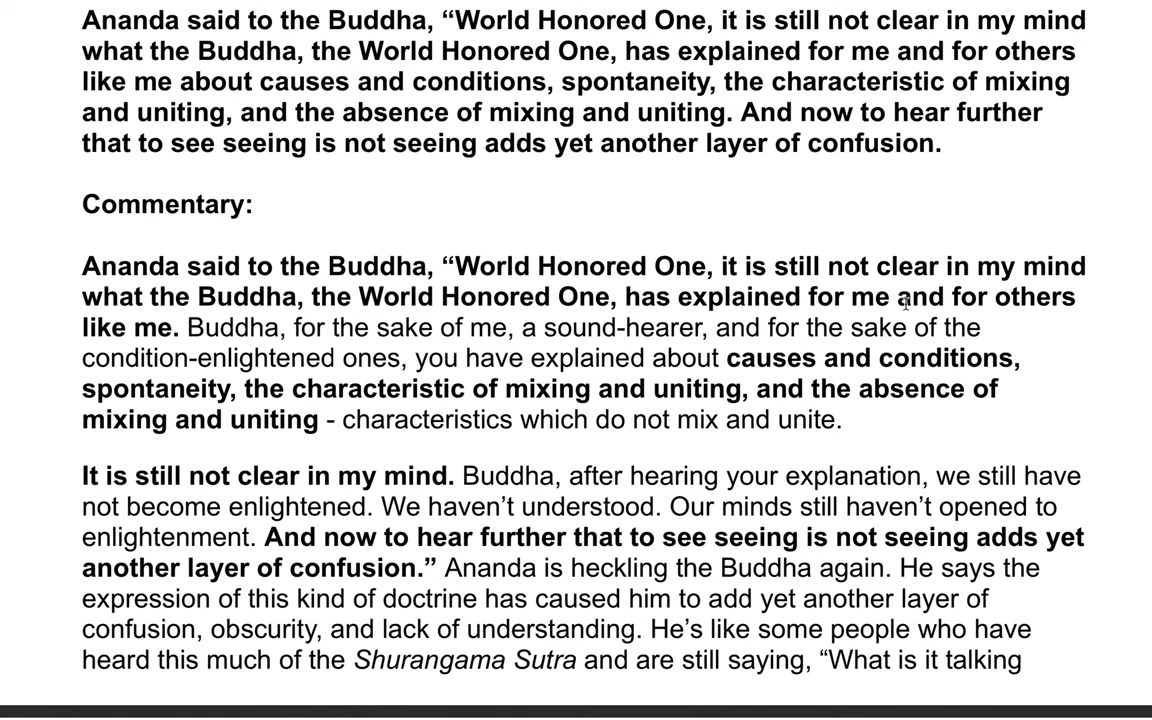 Ananda said to the Buddha, “World Honored One, it is still not clear in my mind
what the Buddha, the World Honored One, has explained for me and for others
like me about causes and conditions, spontaneity, the characteristic of mixing
and uniting, and the absence of mixing and uniting. And now to hear further
that to see seeing is not seeing adds yet another layer of confusion.
Commentary:
Ananda said to the Buddha, “World Honored One, it is still not clear in my mind
what the Buddha, the World Honored One, has explained for me and for others
like me. Buddha, for the sake of me, a sound-hearer, and for the sake of the
condition-enlightened ones, you have explained about causes and conditions,
spontaneity, the characteristic of mixing and uniting, and the absence of
mixing and uniting - characteristics which do not mix and unite.
It is still not clear in my mind. Buddha, after hearing your explanation, we still have
not become enlightened. We haven’t understood. Our minds still haven’t opened to
enlightenment. And now to hear further that to see seeing is not seeing adds yet
another layer of confusion.” Ananda is heckling the Buddha again. He says the
expression of this kind of doctrine has caused him to add yet another layer of
confusion, obscurity, and lack of understanding. He’s like some people who have
heard this much of the Shurangama Sutra and are still saying, “What is it talking